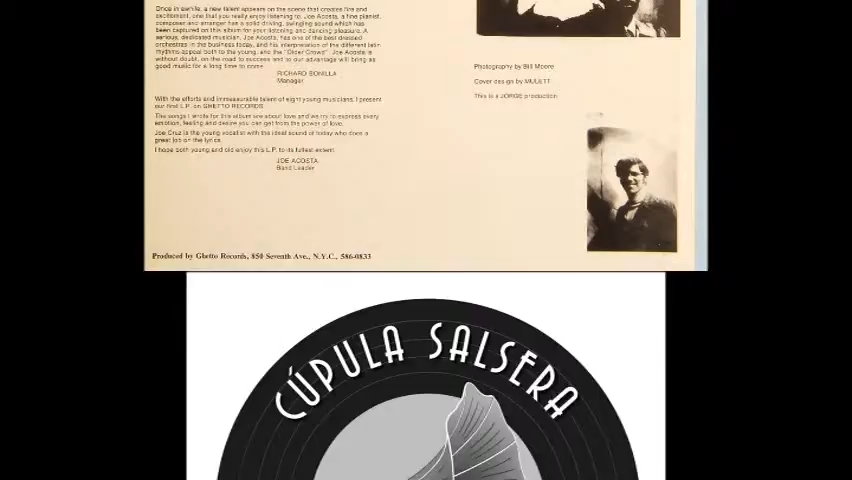 Once in awhile, a new talent appears on the scene that creates fire and
excitement, one that you really enjoy listening to. Joe Acosta, a fine pianist,
composer and arranger has a solid driving, swinging sound which has
been captured on this album for your listening and dancing pleasure. A
serious, dedicated musician, Joe Acosta, has one of the best dressed
orchestras in the business today, and his interpretation of the different latin
rhythms appeal both to the young, and the "Older Crowd". Joe Acosta is
without doubt, on the road to success and to our advantage will bring us
good music for a long time to come.
RICHARD BONILLA
Manager
With the efforts and immeasurable talent of eight young musicians, I present
our first L.P. on GHETTO RECORDS
The songs I wrote for this album are about love and we try to express every
emotion, feeling and desire you can get from the power of love.
Joe Cruz is the young vocalist with the ideal sound of today who does a
great job on the lyrics.
I hope both young and old enjoy this L.P. to its fullest extent.
JOE ACOSTA
Band Leader
Photography by Bill Moore
Cover design by
This is a JORGE production
Produced by Ghetto Records, 850 Seventh Ave., N.Y.C., 586-0833
CÚPULA SALSERA